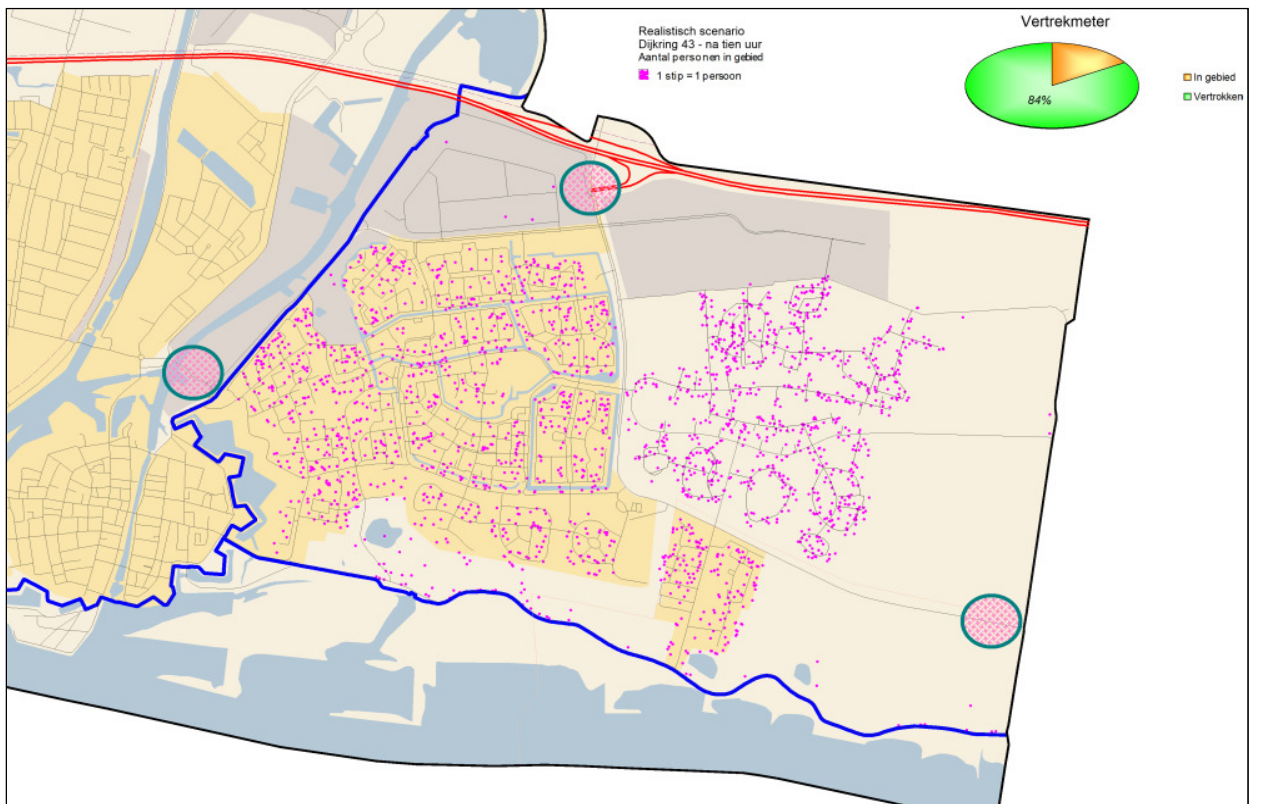 Realistisch scenario
Dijkring 43 - na tien uur
Aantal personen in gebied
1 stip = 1 persoon
Vertrekmeter
84%
In gebied
Vertrokken